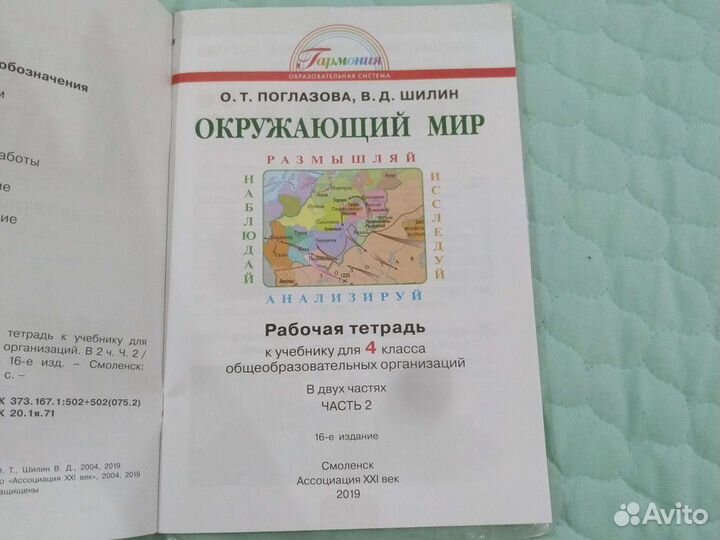 обозначения
и
аботы
ие
ние
тетрадь к учебнику для
организаций. В 2 ч. Ч. 2 /
16-е изд. – Смоленск:
с. –
К 373.167.1:502+502(075.2)
К 20.1я.71
Т., Шилин В. Д., 2004, 2019
о «Ассоциация XXI век», 2004, 2019
ащищены
Гармония
ОБРАЗОВАТЕЛЬНАЯ СИСТЕМА
О. Т. ПОГЛАЗОВА, В. Д. ШИЛИН
ОКРУЖАЮЩИЙ МИР
РАЗМЫШЛЯЙ
НАБЛЮДАЙ
ИССЛЕДУЙ
АНАЛИЗИРУЙ
Рабочая тетрадь
к учебнику для 4 класса
общеобразовательных организаций
В двух частях
ЧАСТЬ 2
16-е издание
Смоленск
Ассоциация XXI век
2019
Avito